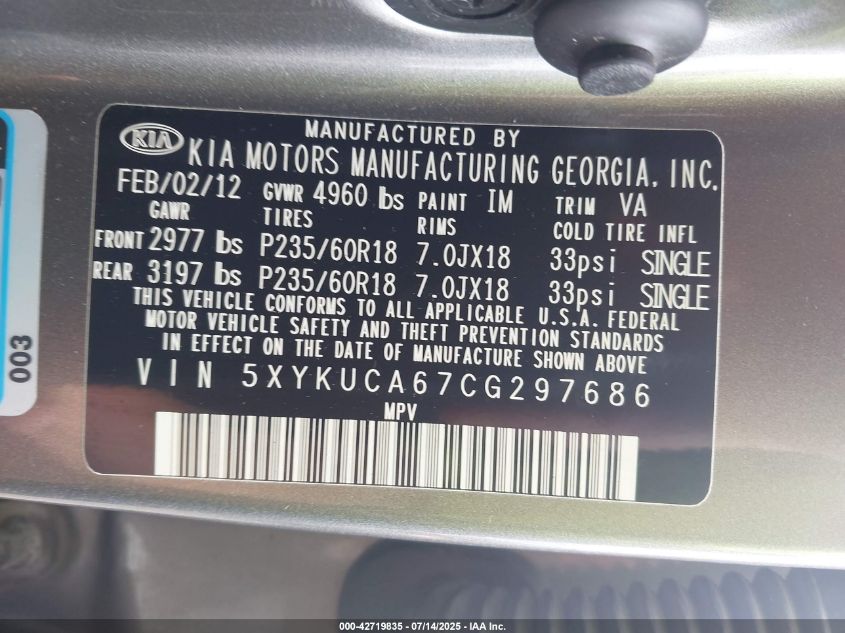 KIA
MANUFACTURED BY
KIA MOTORS MANUFACTURING GEORGIA, INC.
FEB/02/12 GVWR 4960 lbs PAINT IM TRIM VA
GAWR TIRES RIMS COLD TIRE INFL
FRONT 2977 lbs P235/60R18 7.0JX18 33psi SINGLE
REAR 3197 lbs P235/60R18 7.0JX18 33psi SINGLE
THIS VEHICLE CONFORMS TO ALL APPLICABLE U.S.A. FEDERAL
MOTOR VEHICLE SAFETY AND THEFT PREVENTION STANDARDS
IN EFFECT ON THE DATE OF MANUFACTURE SHOWN ABOVE
VIN 5XYKUCA67CG297686
MPV
003
000-42719835 - 07/14/2025 - IAAI.COM